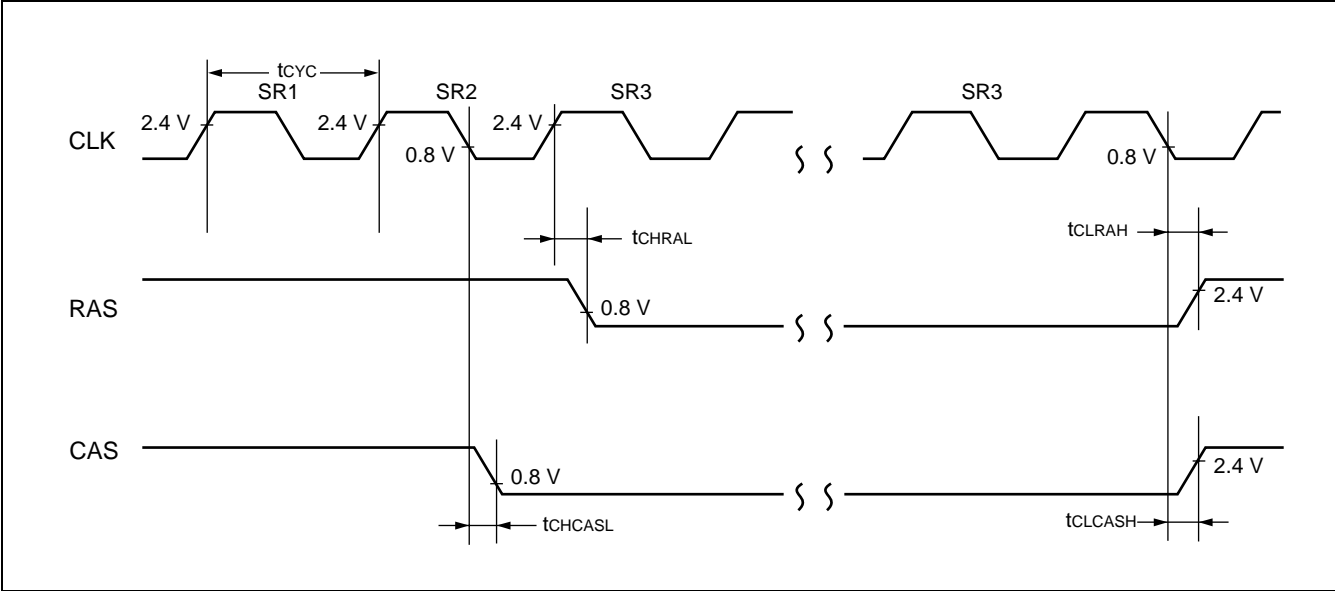 tCYC
SR1 SR2 SR3 SR3
2.4 V 2.4 V 2.4 V
CLK
0.8 V 0.8 V
tCHRAL tCLRAH
RAS 0.8 V 2.4 V
CAS 0.8 V 2.4 V
tCHCASL tCLCASH